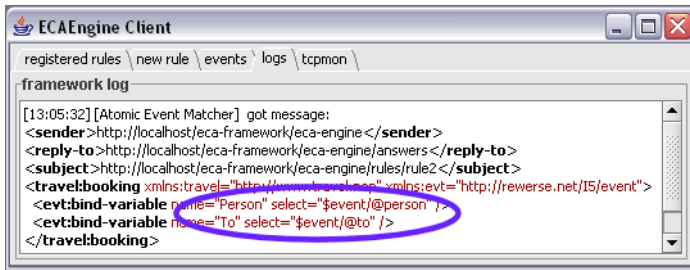 ECAEngine Client
registered rules new rule events logs tcpmon
framework log
[13:05:32] [Atomic Event Matcher] got message:
<sender>http://localhost/eca-framework/eca-engine</sender>
<reply-to>http://localhost/eca-framework/eca-engine/answers</reply-to>
<subject>http://localhost/eca-framework/eca-engine/rules/rule2</subject>
<travel:booking xmlns:travel="http://www.travel.nop" xmlns:evt="http://rewerse.net/I5/event">
<evt:bind-variable name="Person" select="$event/@person" />
<evt:bind-variable name="To" select="$event/@to" />
</travel:booking>